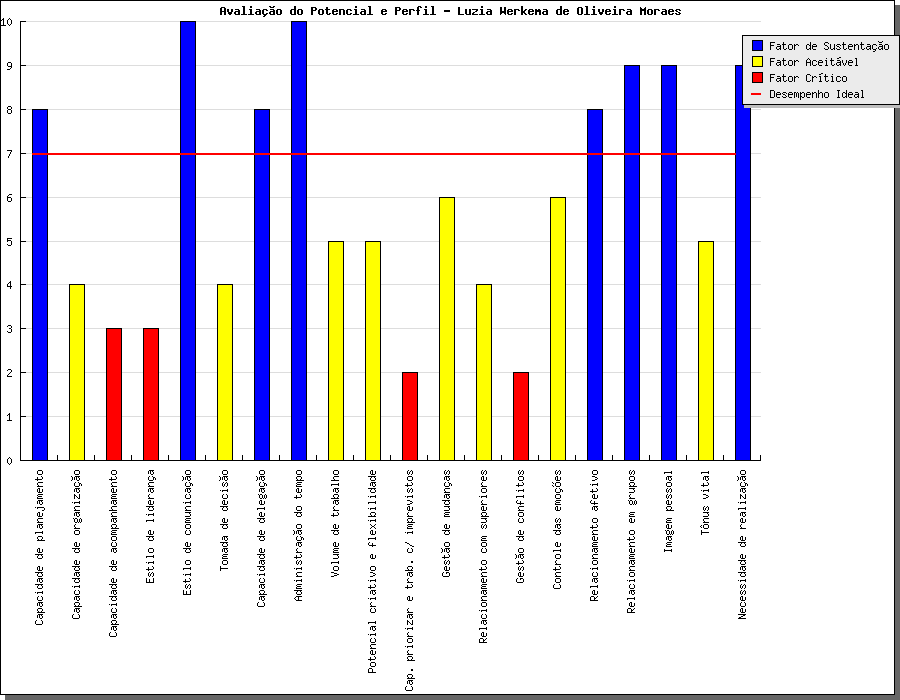 Avaliação do Potencial e Perfil - Luzia Werkema de Oliveira Moraes
Fator de Sustentação
Fator Aceitável
Fator Crítico
Desempenho Ideal
10
9
8
7
6
5
4
3
2
1
0
Capacidade de planejamento
Capacidade de organização
Capacidade de acompanhamento
Estilo de liderança
Estilo de comunicação
Tomada de decisão
Capacidade de delegação
Administração do tempo
Volume de trabalho
Potencial criativo e flexibilidade
Cap. priorizar e trab. c/ imprevistos
Gestão de mudanças
Relacionamento com superiores
Gestão de conflitos
Controle das emoções
Relacionamento afetivo
Relacionamento em grupos
Imagem pessoal
Tônus vital
Necessidade de realização